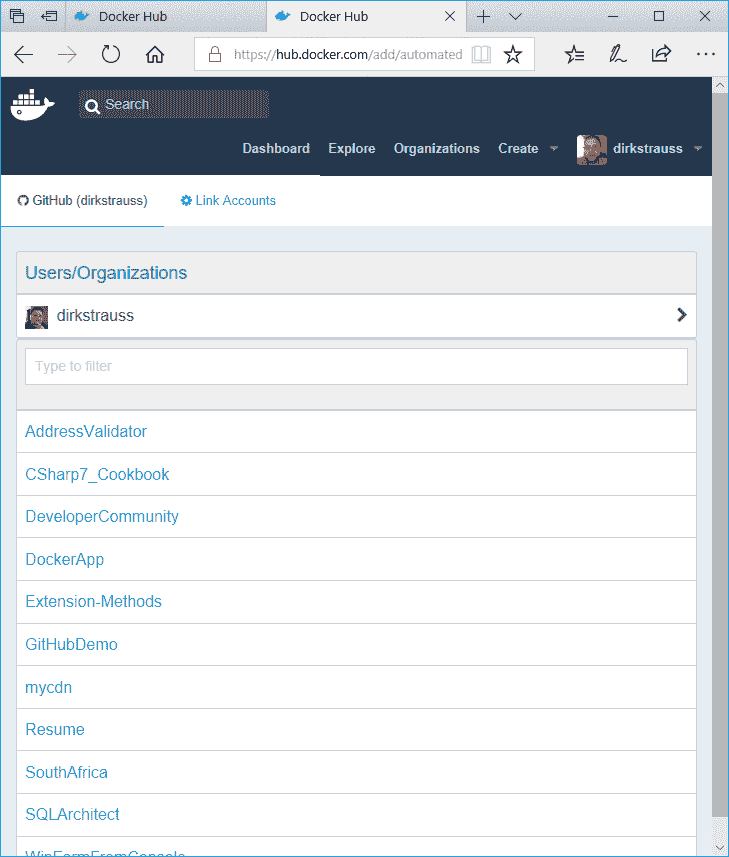 Docker Hub
Docker Hub
https://hub.docker.com/add/automated
Search
Dashboard Explore Organizations Create dirkstrauss
GitHub (dirkstrauss) Link Accounts
Users/Organizations
dirkstrauss
Type to filter
AddressValidator
CSharp7_Cookbook
DeveloperCommunity
DockerApp
Extension-Methods
GitHubDemo
mycdn
Resume
SouthAfrica
SQLArchitect
WinFormFromConsole